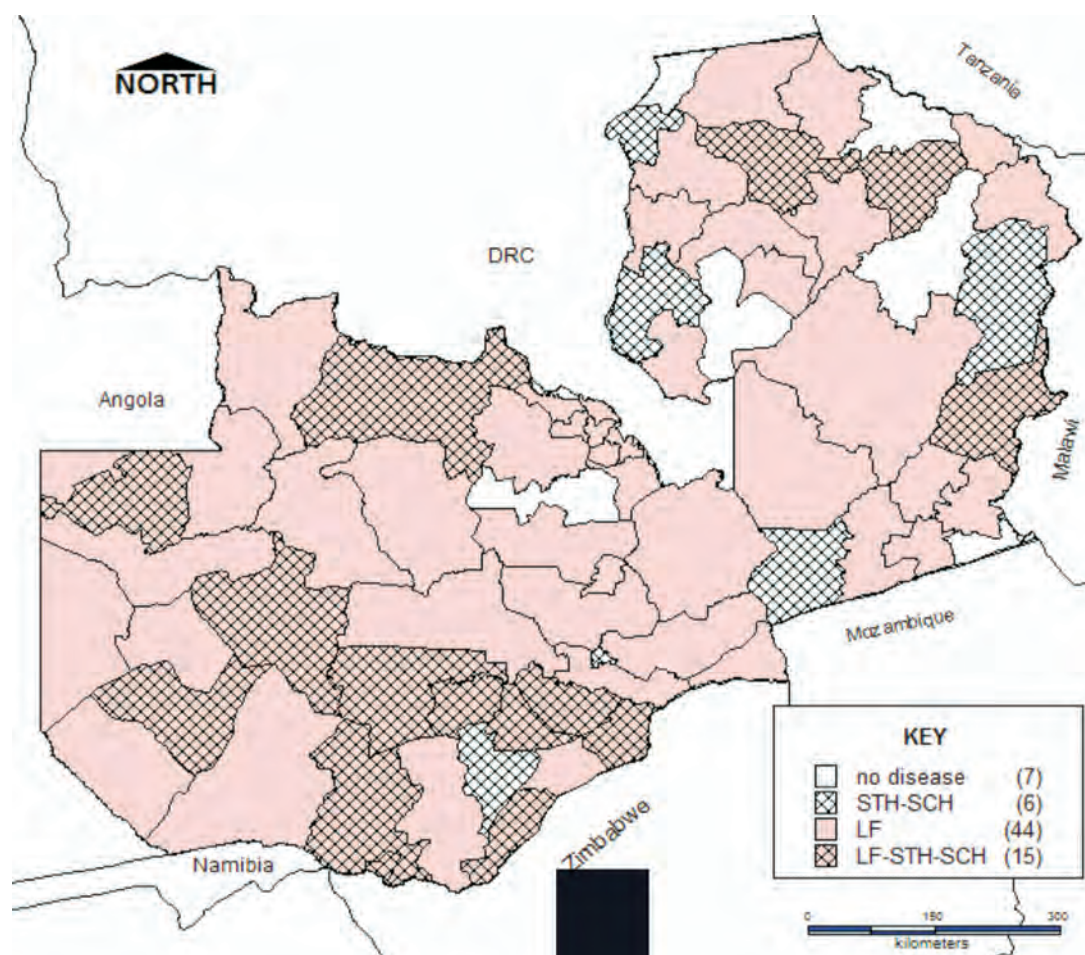 NORTH
Tanzania
DRC
Angola
Malawi
Mozambique
Zimbabwe
Namibia
KEY
no disease (7)
STH-SCH (6)
LF (44)
LF-STH-SCH (15)
0 150 300
kilometers